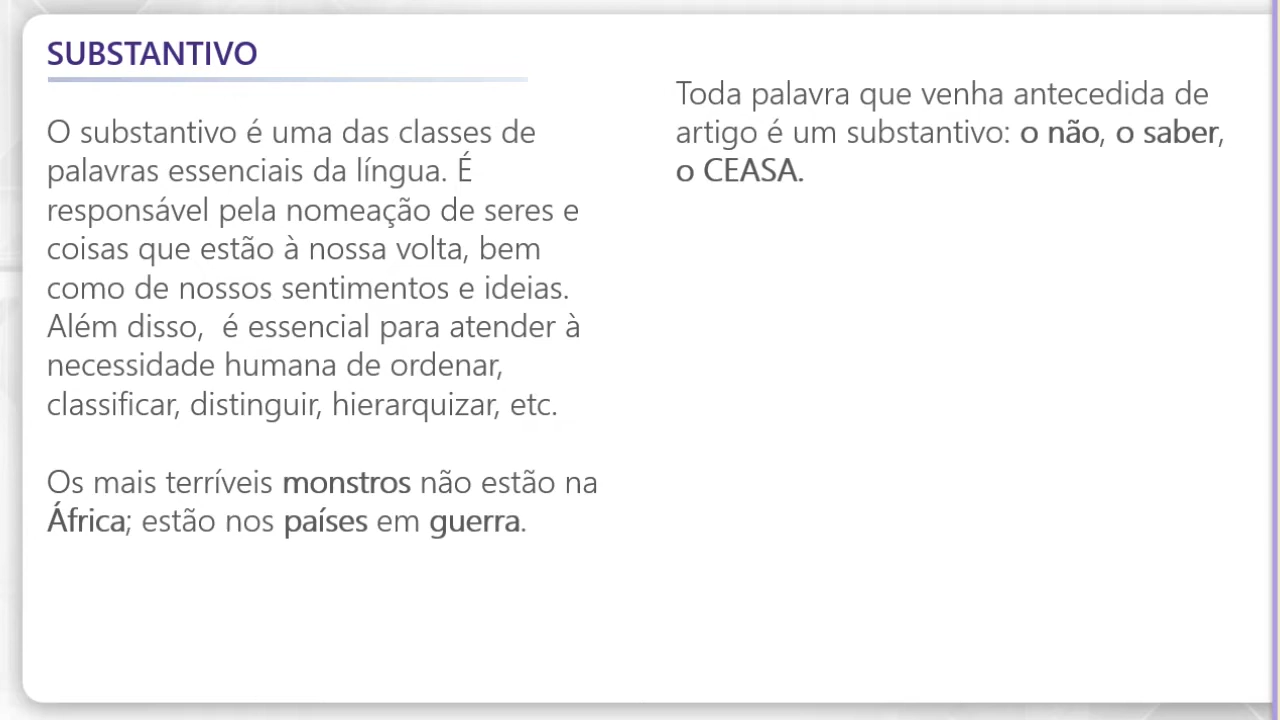 SUBSTANTIVO
O substantivo é uma das classes de
palavras essenciais da língua. É
responsável pela nomeação de seres e
coisas que estão à nossa volta, bem
como de nossos sentimentos e ideias.
Além disso,  é essencial para atender à
necessidade humana de ordenar,
classificar, distinguir, hierarquizar, etc.
Os mais terríveis monstros não estão na
África; estão nos países em guerra.
Toda palavra que venha antecedida de
artigo é um substantivo: o não, o saber,
o CEASA.